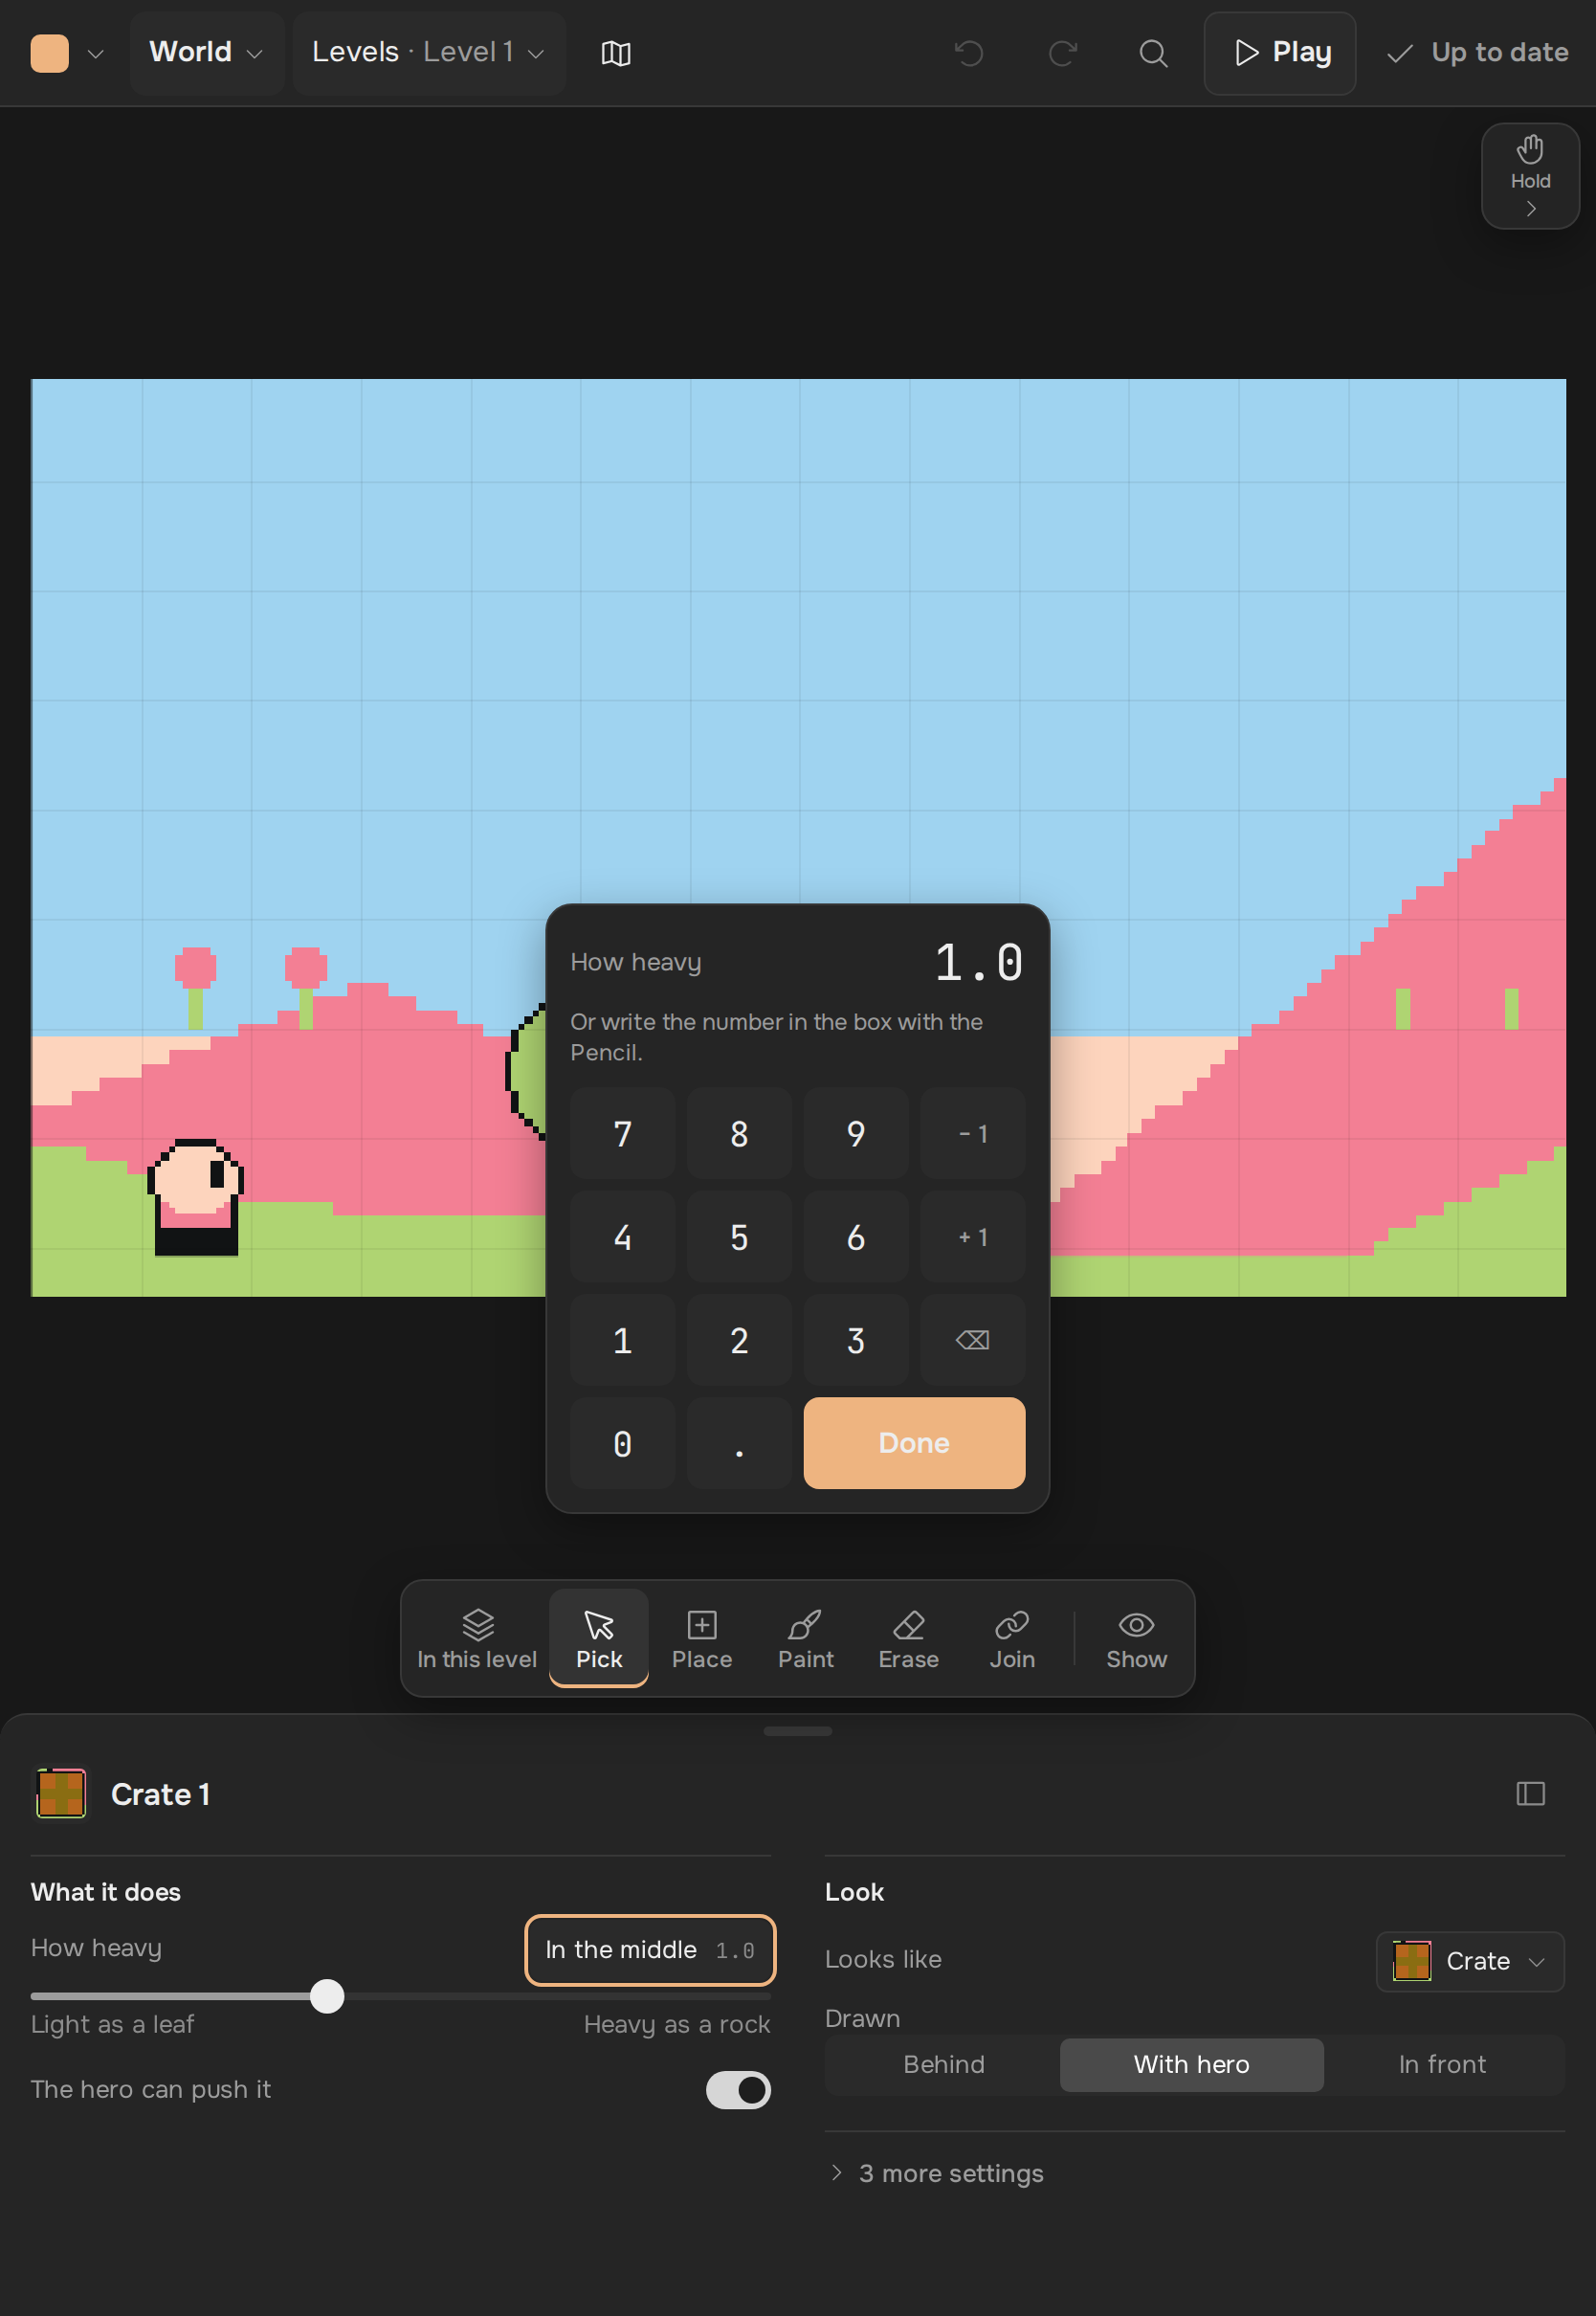 World
Levels · Level 1
Play
Up to date
Hold
How heavy
1.0
Or write the number in the box with the
Pencil.
7 8 9 − 1
4 5 6 + 1
1 2 3 ⌫
0 . Done
In this level
Pick
Place
Paint
Erase
Join
Show
Crate 1
What it does
How heavy
In the middle 1.0
Light as a leaf
Heavy as a rock
The hero can push it
Look
Looks like
Crate
Drawn
Behind
With hero
In front
3 more settings